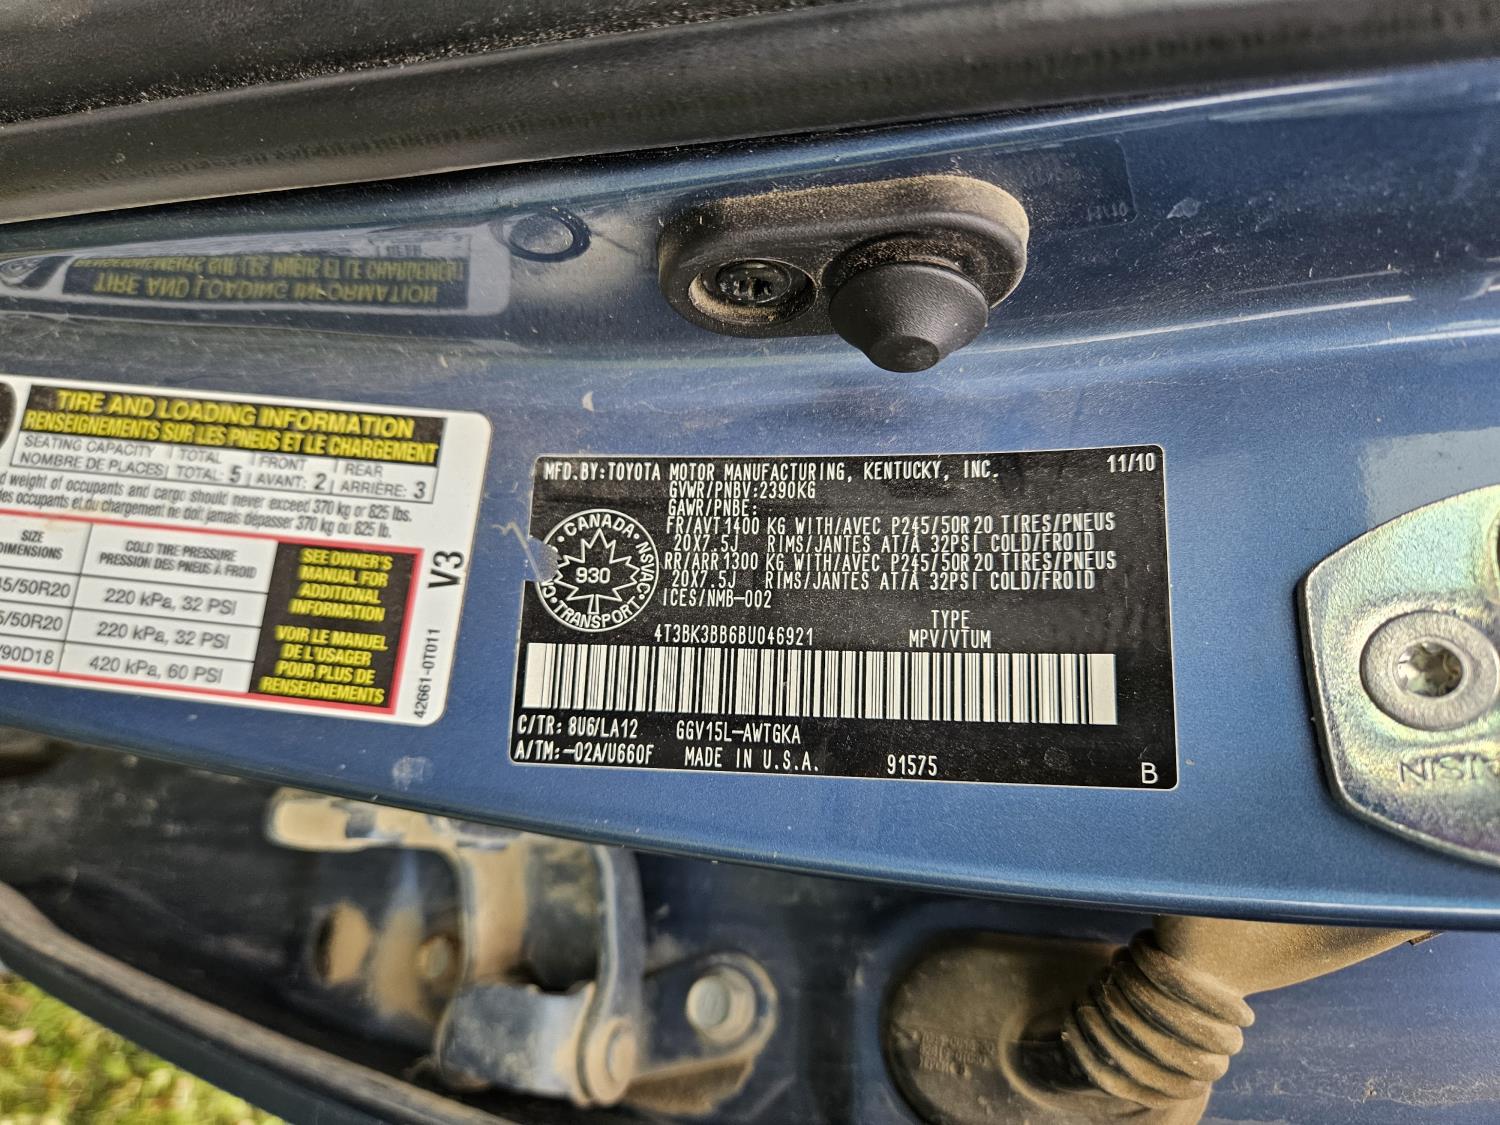 TIRE AND LOADING INFORMATION
RENSEIGNEMENTS SUR LES PNEUS ET LE CHARGEMENT
SEATING CAPACITY TOTAL FRONT REAR
NOMBRE DE PLACES TOTAL: 5 AVANT: 2 ARRIÈRE: 3
weight of occupants and cargo should never exceed 370 kg or 825 lbs.
des occupants et du chargement ne doit jamais dépasser 370 kg ou 825 lb.
SIZE
DIMENSIONS
COLD TIRE PRESSURE
PRESSION DES PNEUS À FROID
5/50R20 220 kPa, 32 PSI
5/50R20 220 kPa, 32 PSI
/90D18 420 kPa, 60 PSI
SEE OWNER'S
MANUAL FOR
ADDITIONAL
INFORMATION
VOIR LE MANUEL
DE L'USAGER
POUR PLUS DE
RENSEIGNEMENTS
V3
42661-0T011
MFD.BY:TOYOTA MOTOR MANUFACTURING, KENTUCKY, INC. 11/10
GVWR/PNBV:2390KG
GAWR/PNBE:
FR/AVT1400 KG WITH/AVEC P245/50R20 TIRES/PNEUS
20X7.5J RIMS/JANTES AT/A 32PSI COLD/FROID
RR/ARR1300 KG WITH/AVEC P245/50R20 TIRES/PNEUS
20X7.5J RIMS/JANTES AT/A 32PSI COLD/FROID
ICES/NMB-002
CANADA · NSVAC
930
TRANSPORT
TYPE
4T3BK3BB6BU046921 MPV/VTUM
C/TR: 8U6/LA12 GGV15L-AWTGKA
A/TM:-02A/U660F MADE IN U.S.A. 91575 B